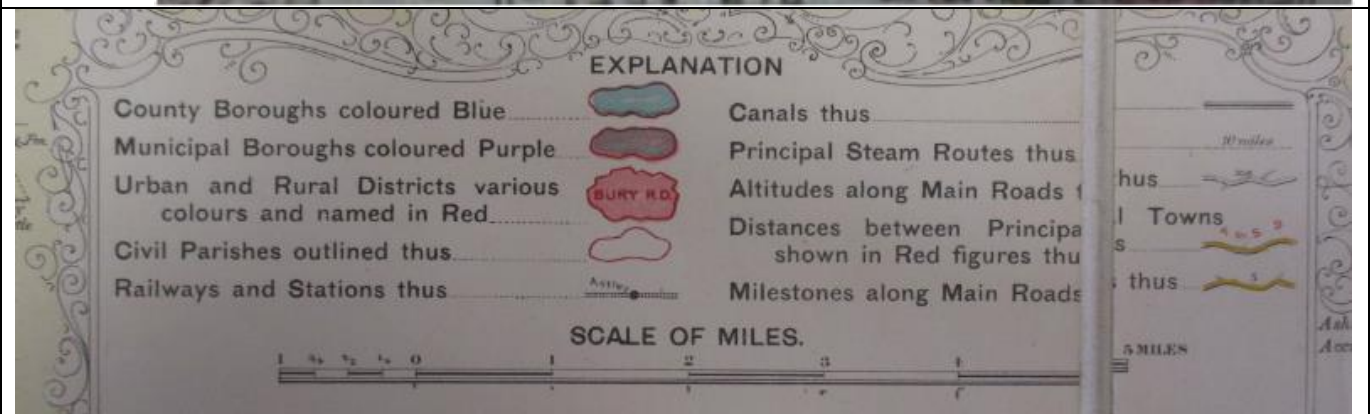 EXPLANATION
County Boroughs coloured Blue
Municipal Boroughs coloured Purple
Urban and Rural Districts various
colours and named in Red
BURY R.D.
Civil Parishes outlined thus
Railways and Stations thus
Canals thus
Principal Steam Routes thus
10 miles
Altitudes along Main Roads
thus
Distances between Principa
l Towns
shown in Red figures thu
s
Milestones along Main Roads
thus
SCALE OF MILES.
1 0 1 2 3 4 5 MILES